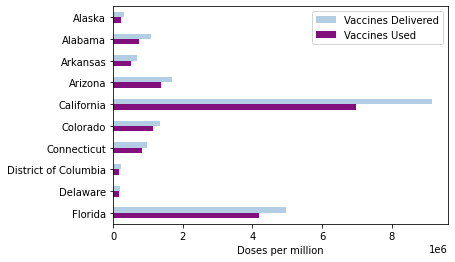 Vaccines Delivered
Vaccines Used
Alaska
Alabama
Arkansas
Arizona
California
Colorado
Connecticut
District of Columbia
Delaware
Florida
0 2 4 6 8
1e6
Doses per million